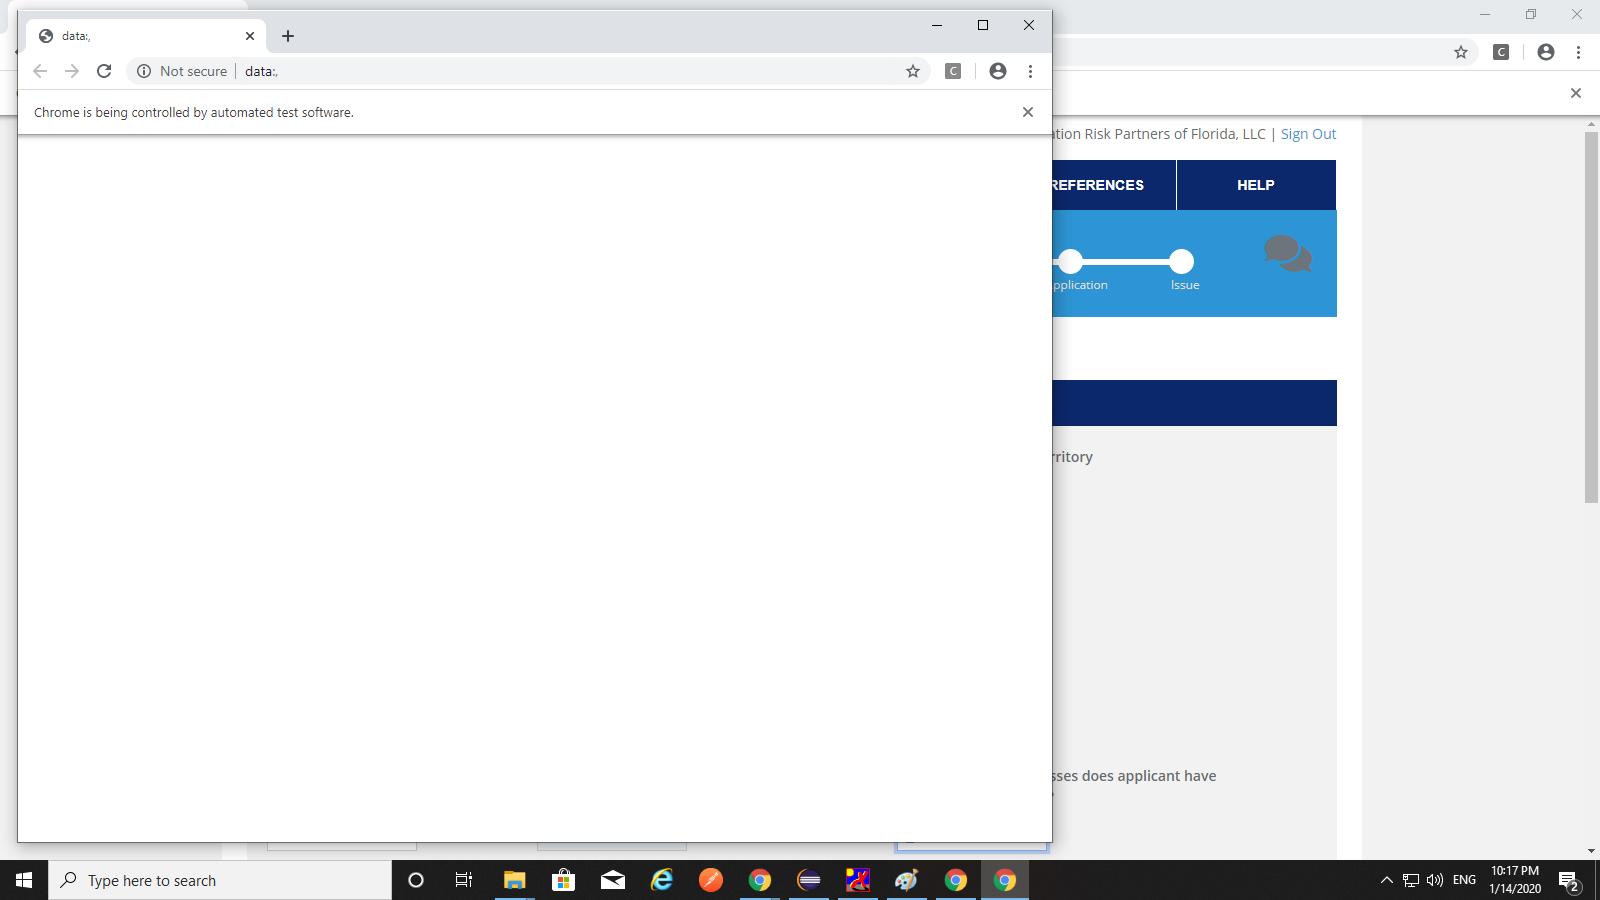 data:,
Not secure
data:,
Chrome is being controlled by automated test software.
ation Risk Partners of Florida, LLC | Sign Out
REFERENCES
HELP
pplication
Issue
rritory
sses does applicant have
Type here to search
ENG
10:17 PM
1/14/2020
2